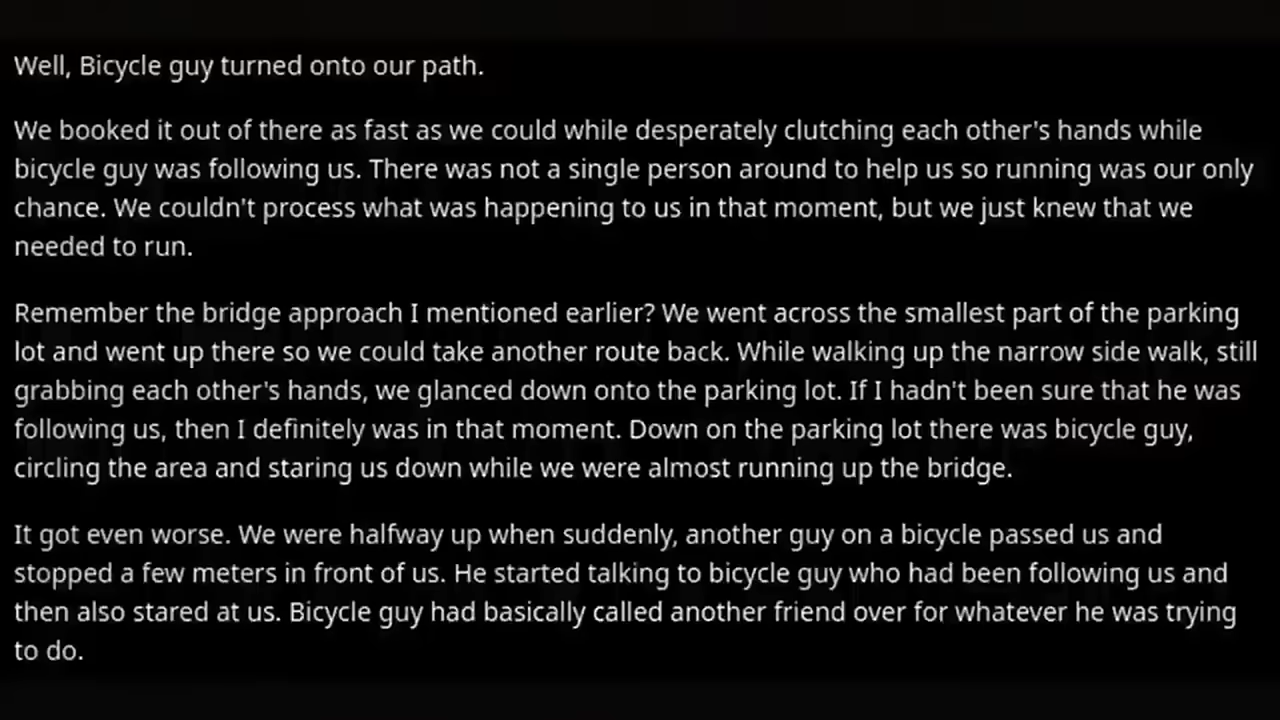 Well, Bicycle guy turned onto our path.
We booked it out of there as fast as we could while desperately clutching each other's hands while
bicycle guy was following us. There was not a single person around to help us so running was our only
chance. We couldn't process what was happening to us in that moment, but we just knew that we
needed to run.
Remember the bridge approach I mentioned earlier? We went across the smallest part of the parking
lot and went up there so we could take another route back. While walking up the narrow side walk, still
grabbing each other's hands, we glanced down onto the parking lot. If I hadn't been sure that he was
following us, then I definitely was in that moment. Down on the parking lot there was bicycle guy,
circling the area and staring us down while we were almost running up the bridge.
It got even worse. We were halfway up when suddenly, another guy on a bicycle passed us and
stopped a few meters in front of us. He started talking to bicycle guy who had been following us and
then also stared at us. Bicycle guy had basically called another friend over for whatever he was trying
to do.